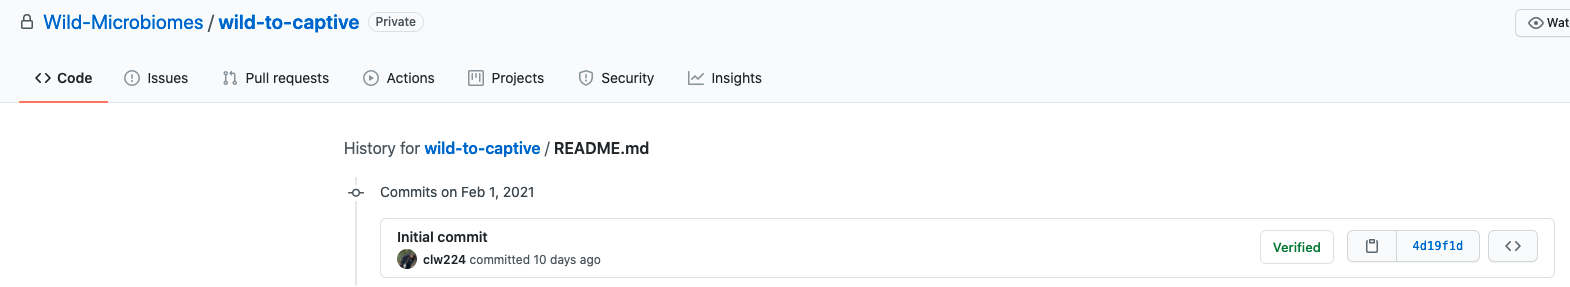 Wild-Microbiomes / wild-to-captive Private
Wat
Code Issues Pull requests Actions Projects Security Insights
History for wild-to-captive / README.md
Commits on Feb 1, 2021
Initial commit
clw224 committed 10 days ago
Verified 4d19f1d